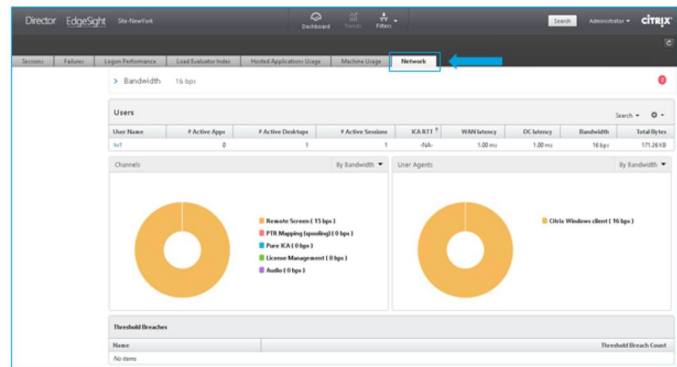 Director EdgeSight Site-NewYork Dashboard Trends Filters Search Administrator CITRIX
Sessions Failures Logon Performance Load Evaluator Index Hosted Applications Usage Machine Usage Network
> Bandwidth 16 bps
Users Search
User Name # Active Apps # Active Desktops # Active Sessions ICA RTT ? WAN latency DC latency Bandwidth Total Bytes
0 1 1 -NA- 1.00 ms 1.00 ms 16 bps 171.26 KB
Channels By Bandwidth User Agents By Bandwidth
Remote Screen ( 15 bps )
PTR Mapping (spooling) ( 0 bps )
Pure ICA ( 0 bps )
License Management ( 0 bps )
Audio ( 0 bps )
Citrix Windows client ( 16 bps )
Threshold Breaches
Name Threshold Breach Count
No items